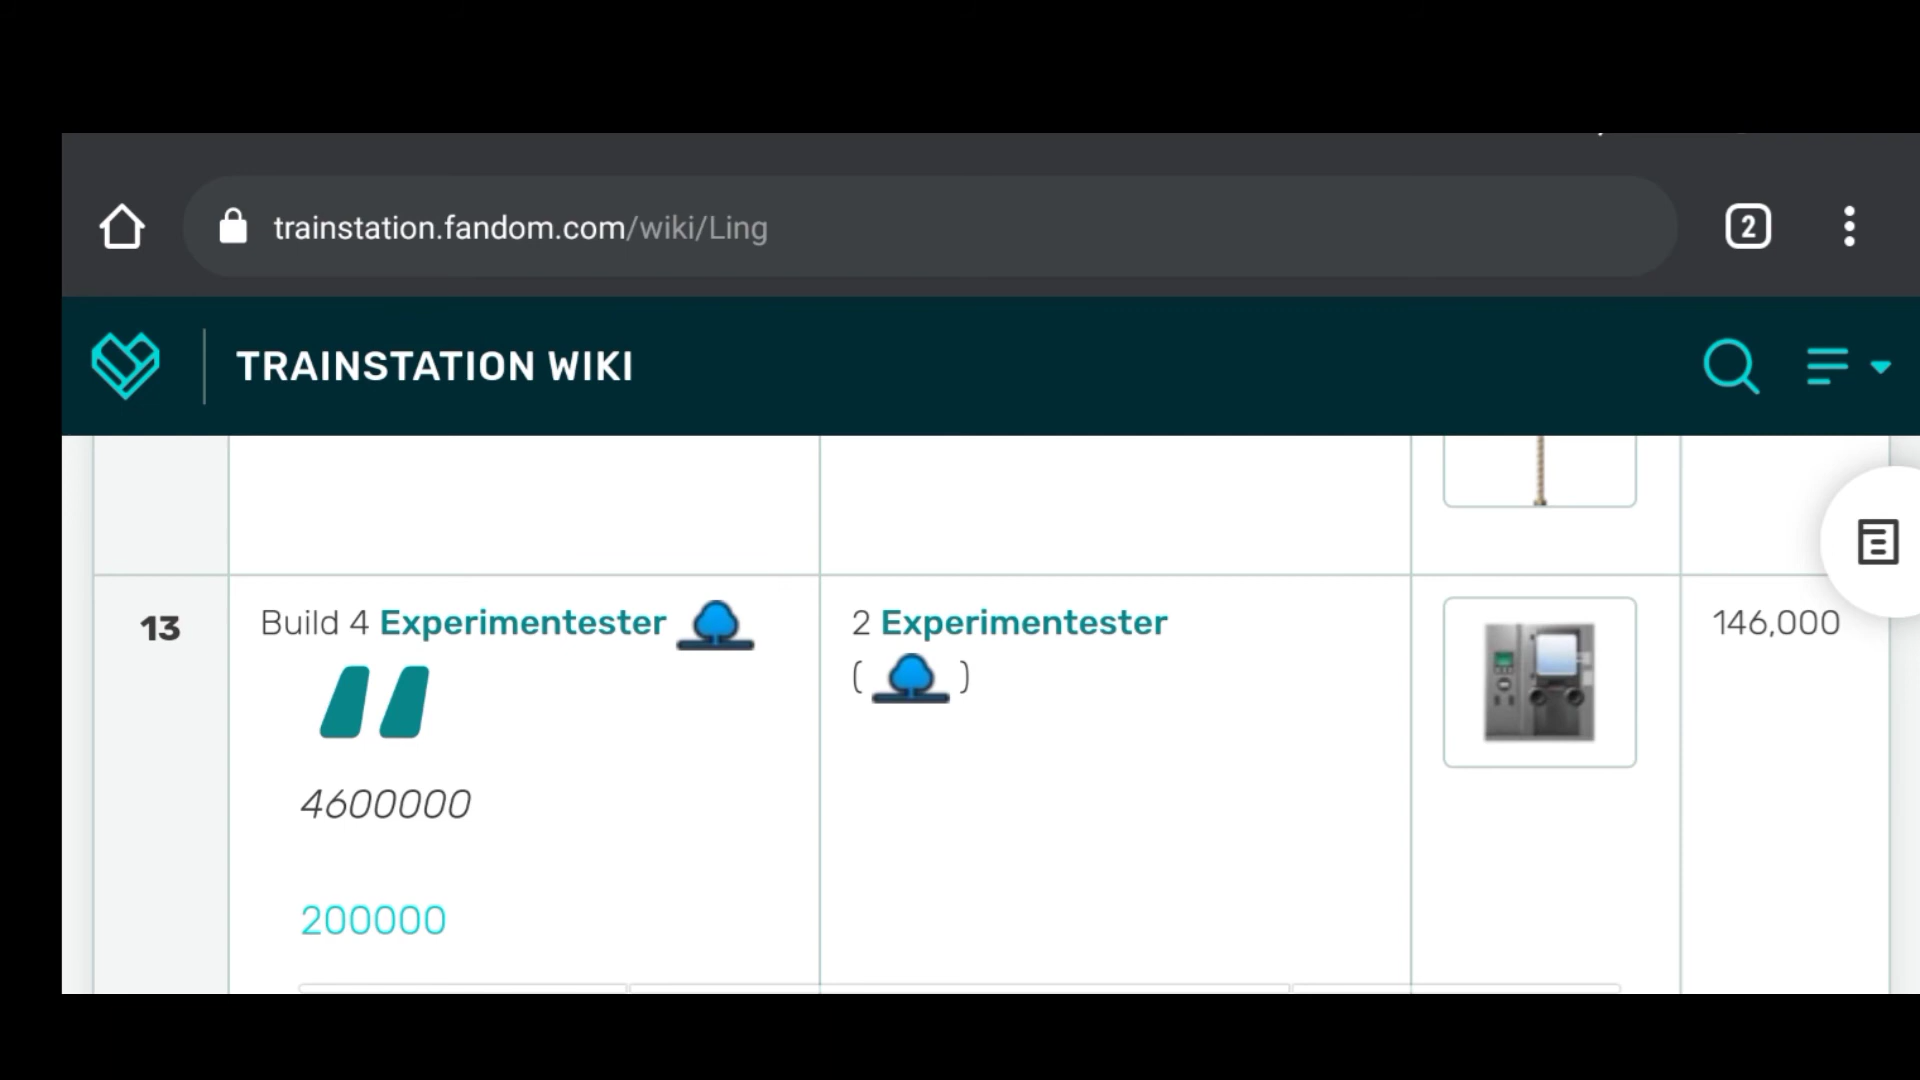 trainstation.fandom.com/wiki/Ling
2
TRAINSTATION WIKI
13
Build 4 Experimentester
4600000
200000
2 Experimentester
( )
146,000